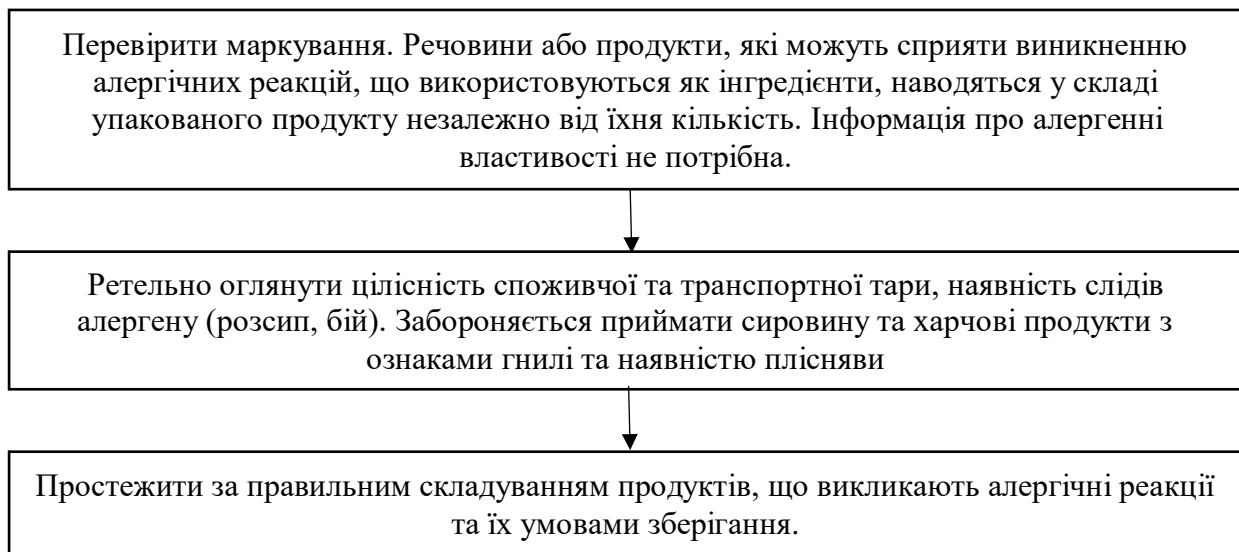 Перевірити маркування. Речовини або продукти, які можуть сприяти виникненню
алергічних реакцій, що використовуються як інгредієнти, наводяться у складі
упакованого продукту незалежно від їхня кількість. Інформація про алергенні
властивості не потрібна.
Ретельно оглянути цілісність споживчої та транспортної тари, наявність слідів
алергену (розсип, бій). Забороняється приймати сировину та харчові продукти з
ознаками гнилі та наявністю плісняви
Простежити за правильним складуванням продуктів, що викликають алергічні реакції
та їх умовами зберігання.